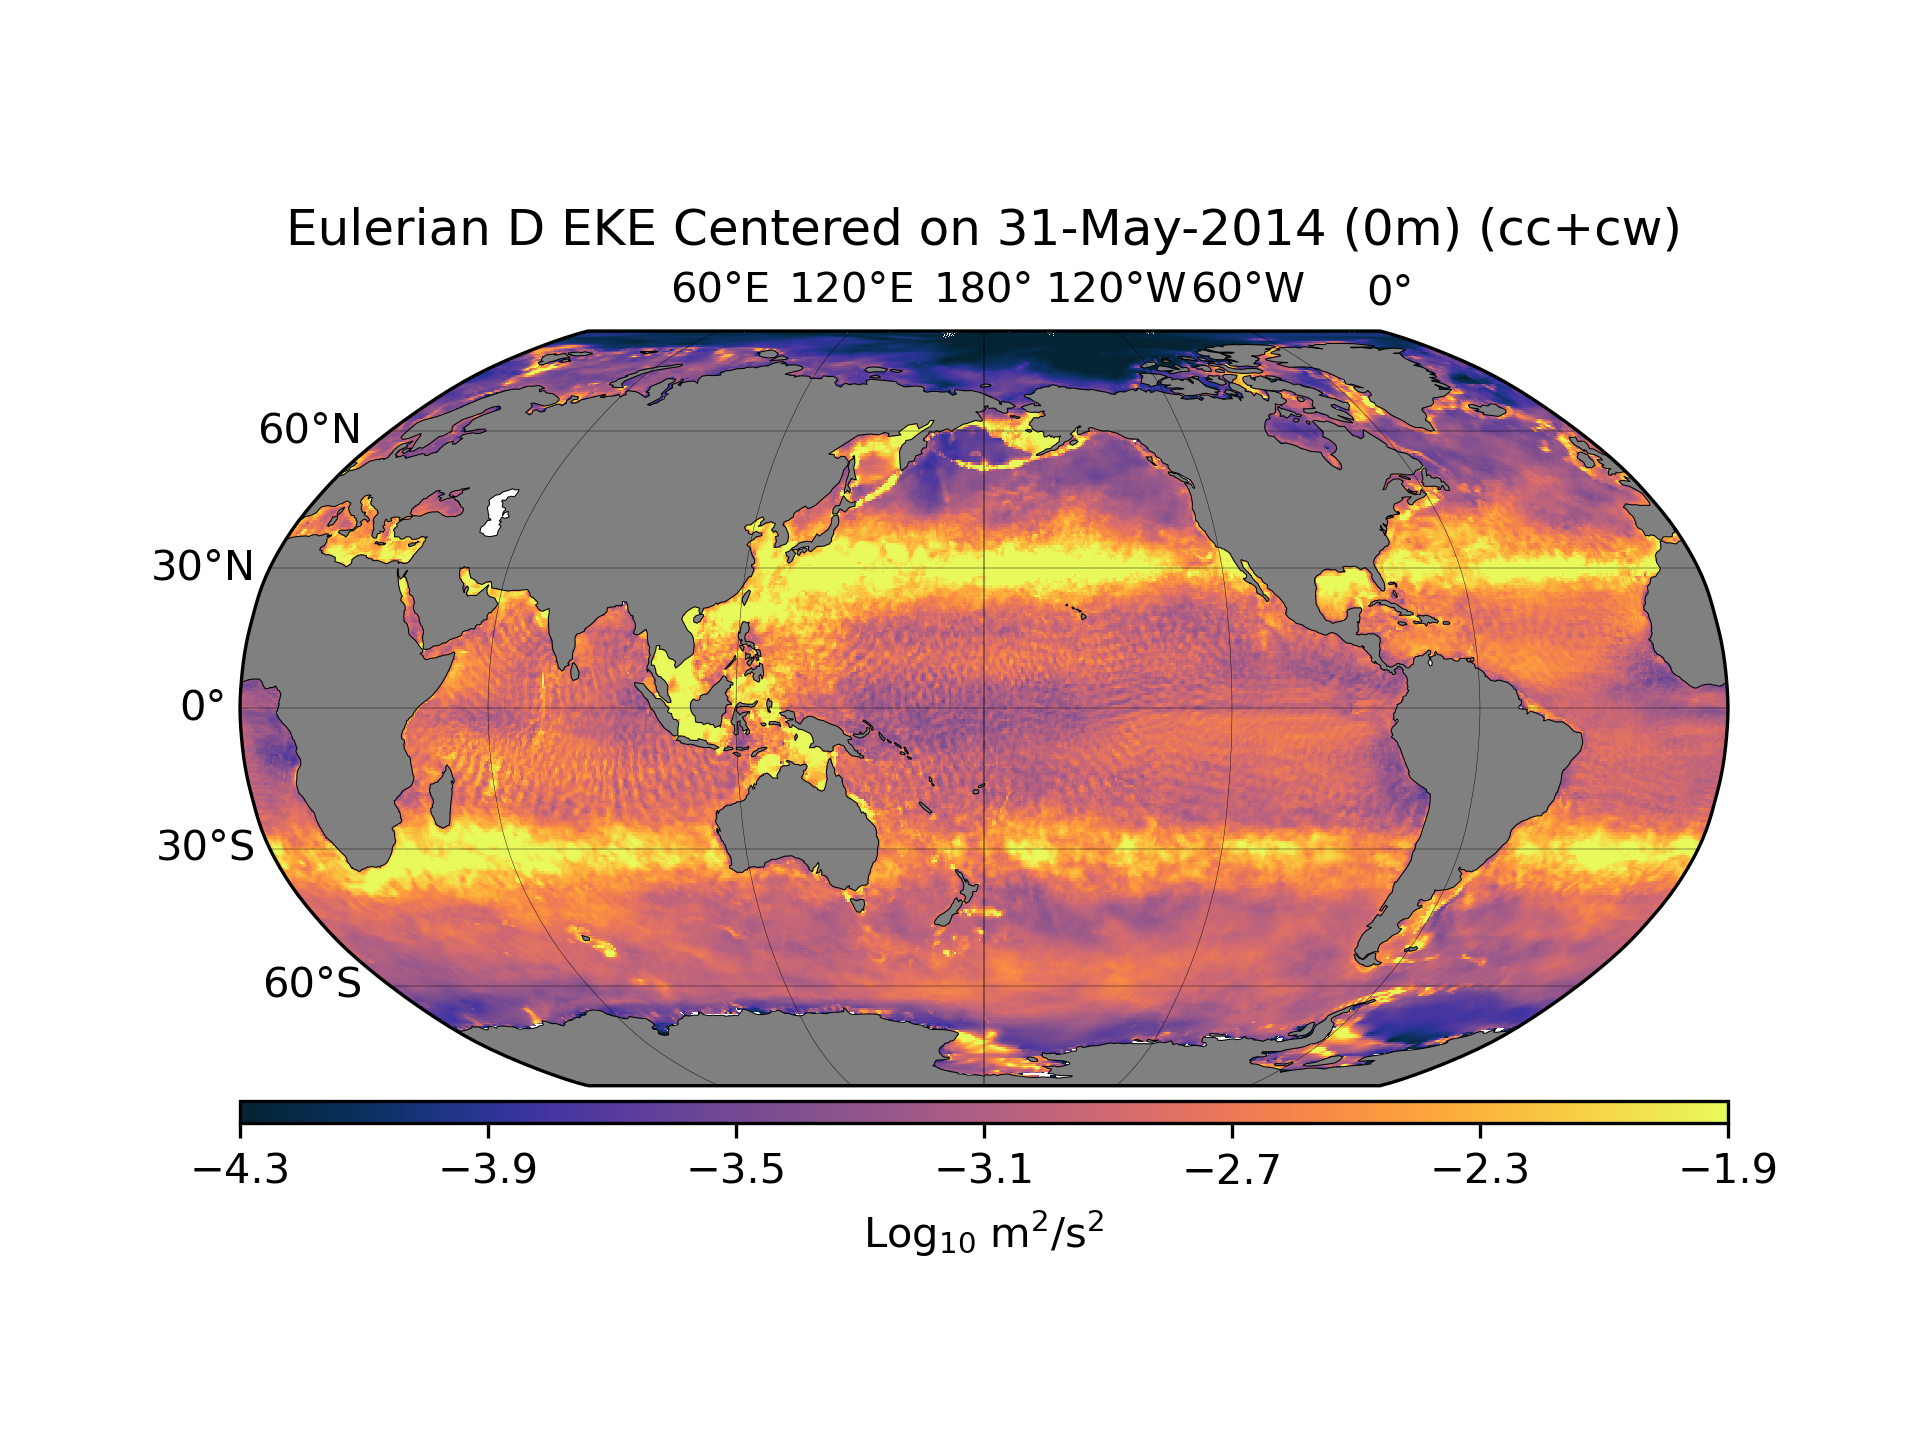 Eulerian D EKE Centered on 31-May-2014 (0m) (cc+cw)
60°E 120°E 180° 120°W 60°W 0°
60°N
30°N
0°
30°S
60°S
−4.3 −3.9 −3.5 −3.1 −2.7 −2.3 −1.9
Log₁₀ m²/s²